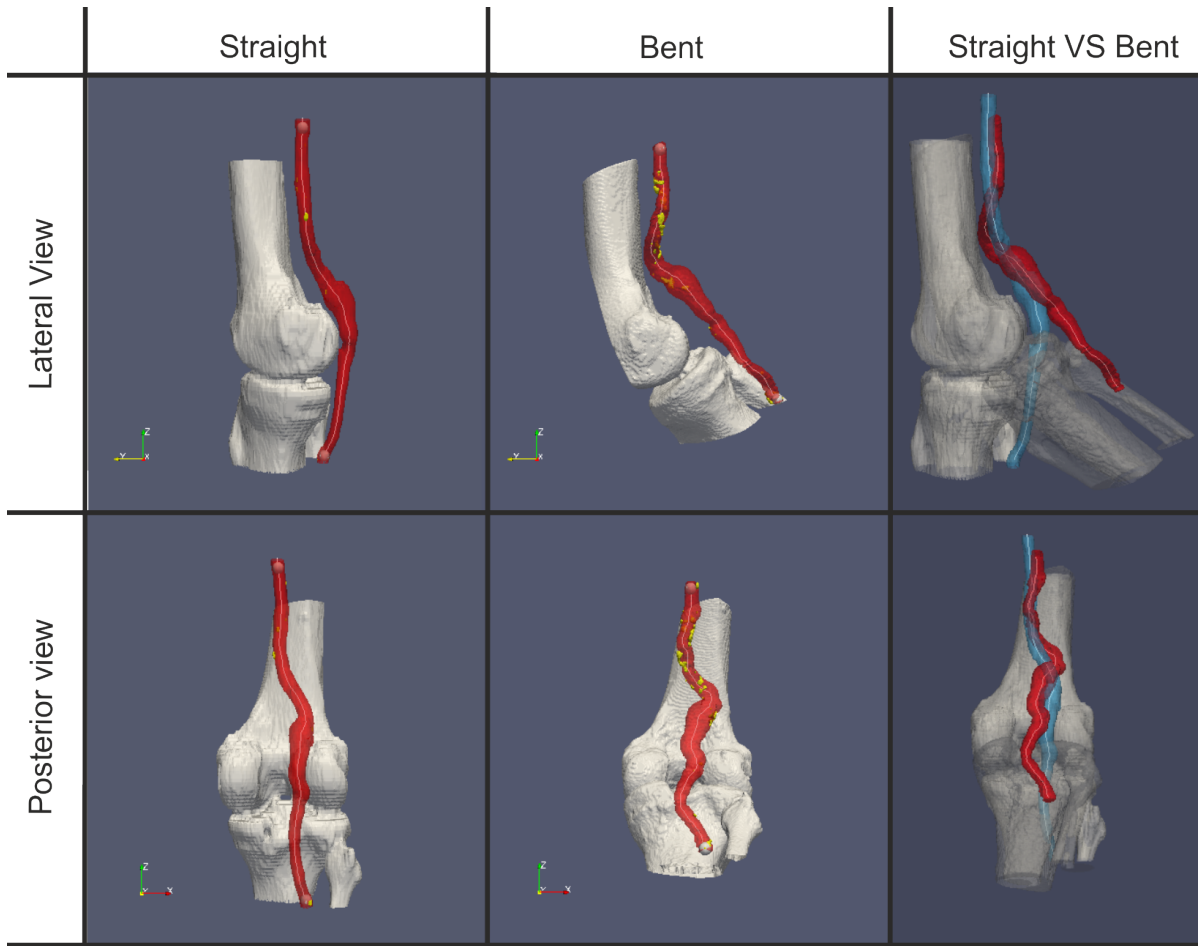 Straight
Bent
Straight VS Bent
Lateral View
Z
Y
X
Z
Y
X
Posterior view
Z
Y
X
Z
Y
X